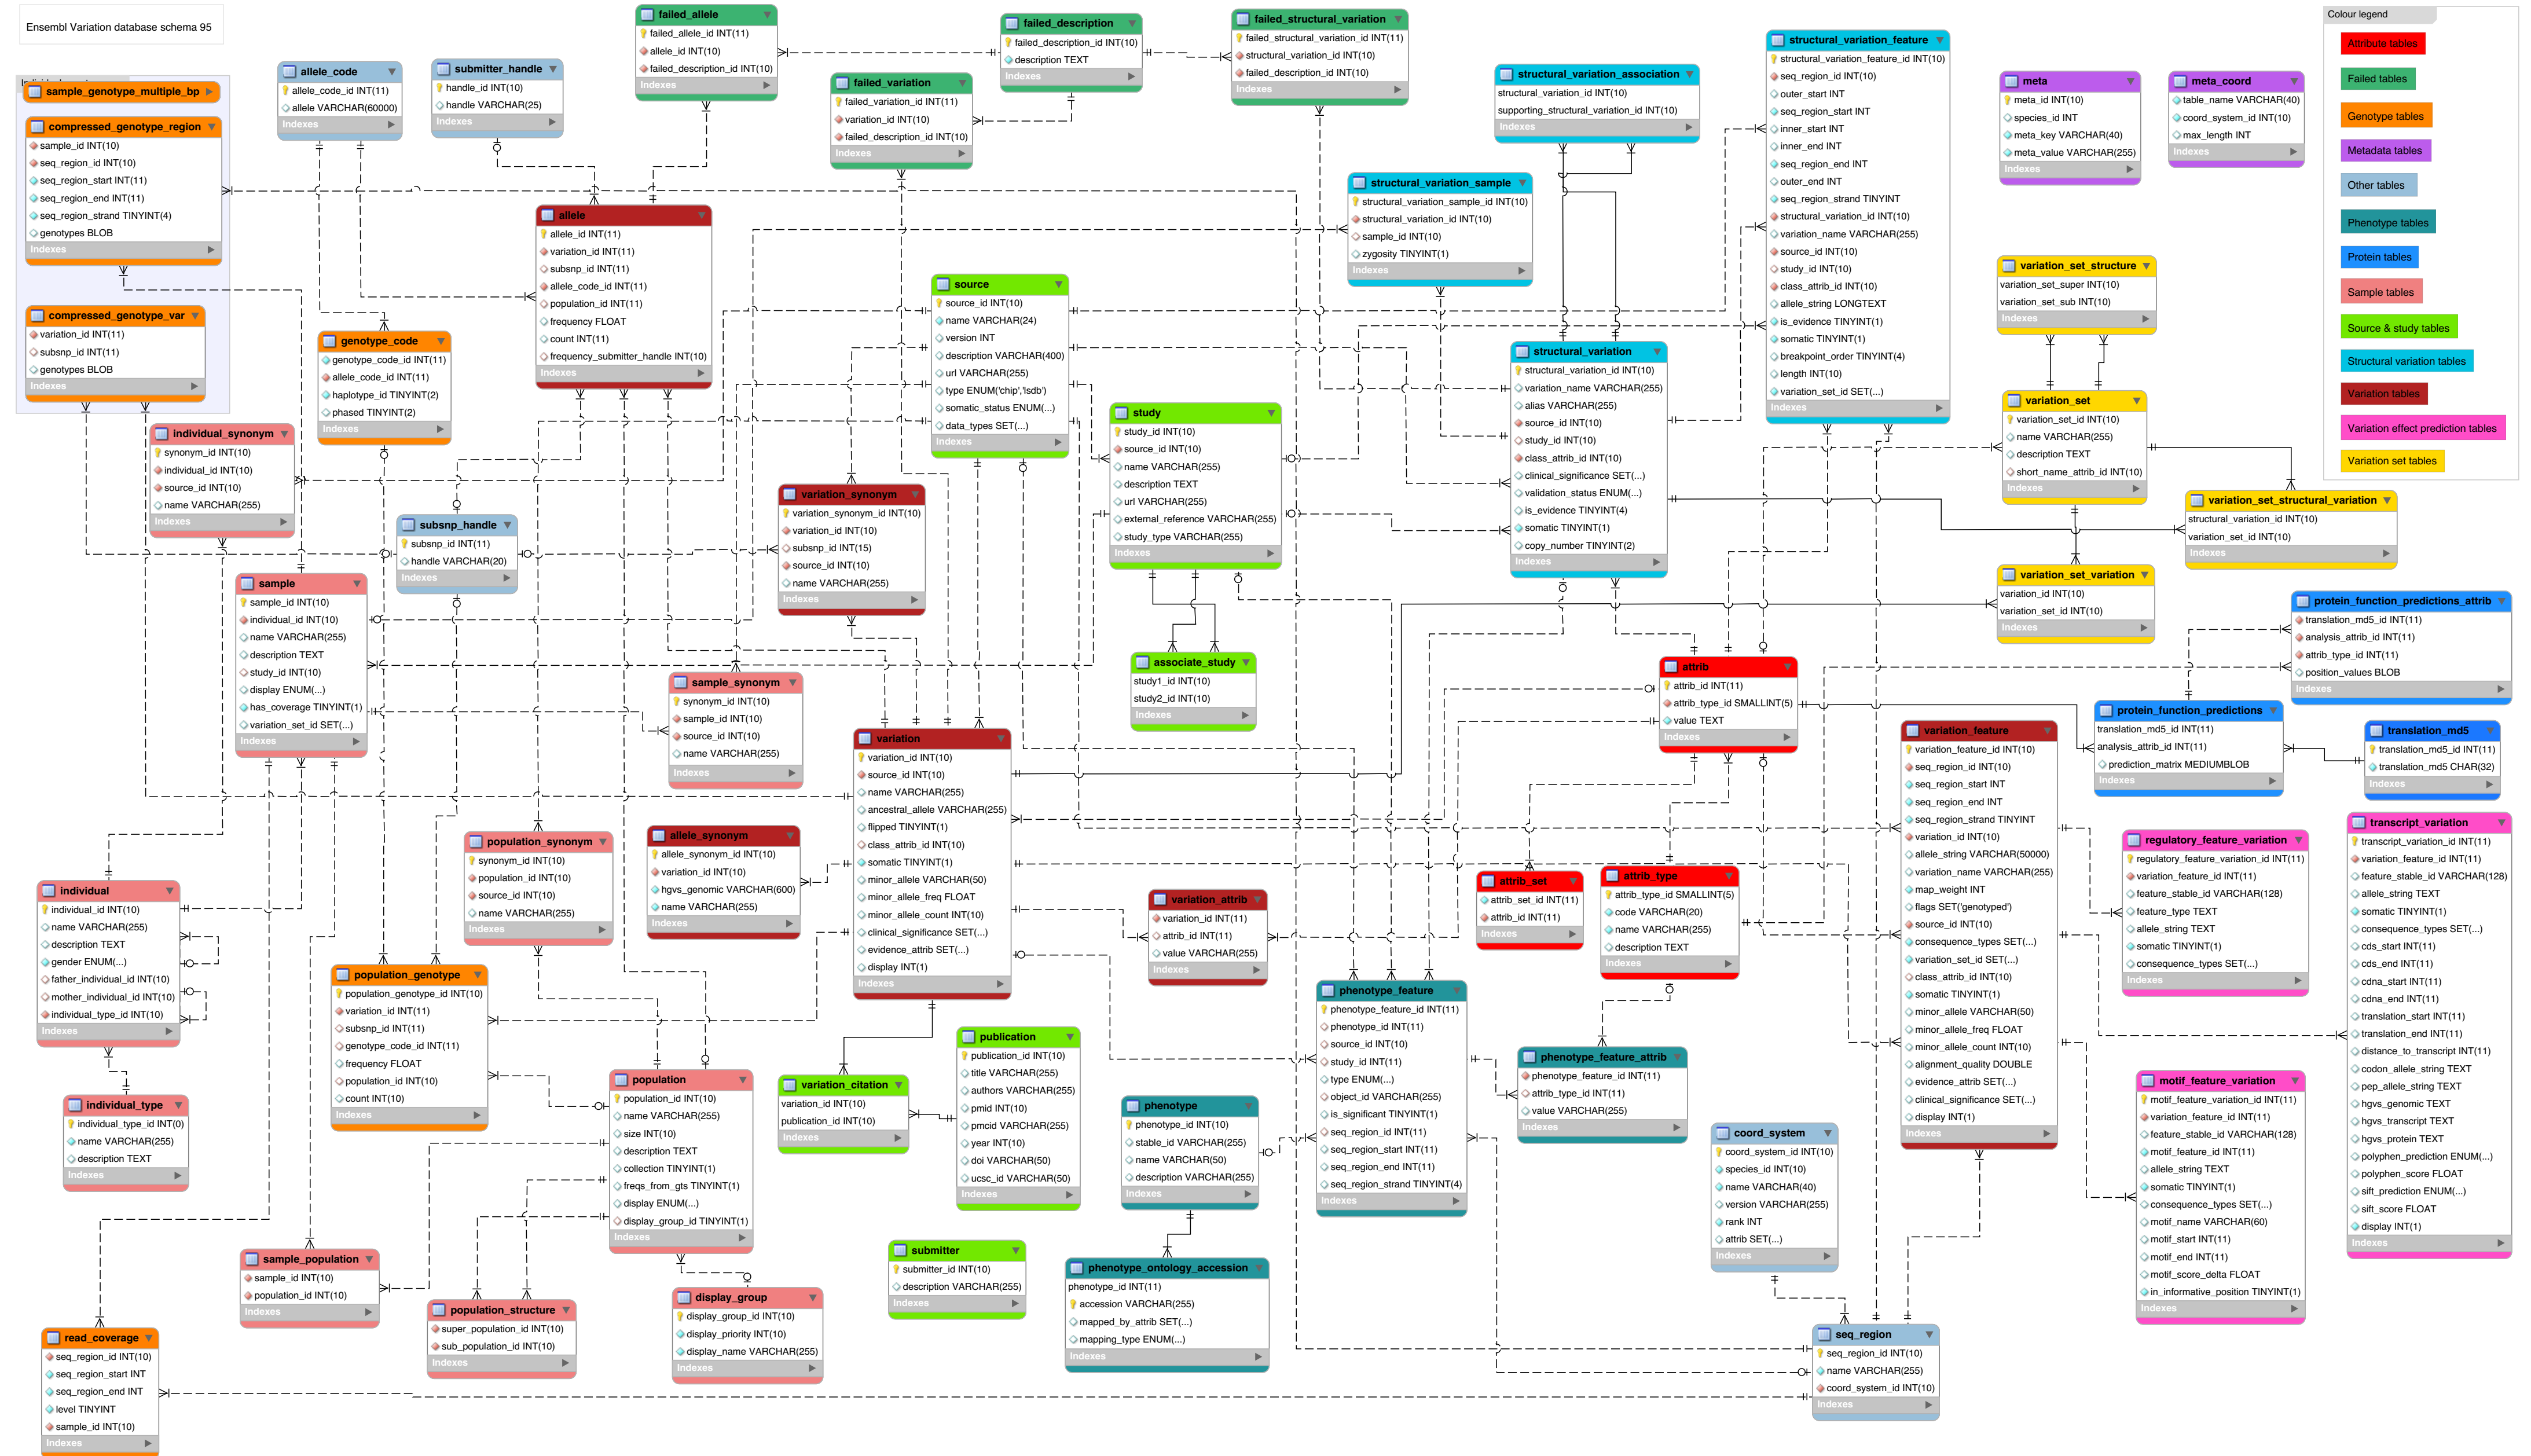 Ensembl Variation database schema 95
sample_genotype_multiple_bp
compressed_genotype_region
sample_id INT(10)
seq_region_id INT(10)
seq_region_start INT(11)
seq_region_end INT(11)
seq_region_strand TINYINT(4)
genotypes BLOB
Indexes
compressed_genotype_var
variation_id INT(11)
subsnp_id INT(11)
genotypes BLOB
Indexes
allele_code
allele_code_id INT(11)
allele VARCHAR(60000)
Indexes
submitter_handle
handle_id INT(10)
handle VARCHAR(25)
Indexes
failed_allele
failed_allele_id INT(11)
allele_id INT(10)
failed_description_id INT(10)
Indexes
failed_variation
failed_variation_id INT(11)
variation_id INT(10)
failed_description_id INT(10)
Indexes
failed_description
failed_description_id INT(10)
description TEXT
Indexes
failed_structural_variation
failed_structural_variation_id INT(11)
structural_variation_id INT(10)
failed_description_id INT(10)
Indexes
structural_variation_association
structural_variation_id INT(10)
supporting_structural_variation_id INT(10)
Indexes
structural_variation_sample
structural_variation_sample_id INT(10)
structural_variation_id INT(10)
sample_id INT(10)
zygosity TINYINT(1)
Indexes
structural_variation_feature
structural_variation_feature_id INT(10)
seq_region_id INT(10)
outer_start INT
seq_region_start INT
inner_start INT
inner_end INT
seq_region_end INT
outer_end INT
seq_region_strand TINYINT
structural_variation_id INT(10)
variation_name VARCHAR(255)
source_id INT(10)
study_id INT(10)
class_attrib_id INT(10)
allele_string LONGTEXT
is_evidence TINYINT(1)
somatic TINYINT(1)
breakpoint_order TINYINT(4)
length INT(10)
variation_set_id SET(...)
Indexes
meta
meta_id INT(10)
species_id INT
meta_key VARCHAR(40)
meta_value VARCHAR(255)
Indexes
meta_coord
table_name VARCHAR(40)
coord_system_id INT(10)
max_length INT
Indexes
Colour legend
Attribute tables
Failed tables
Genotype tables
Metadata tables
Other tables
Phenotype tables
Protein tables
Sample tables
Source & study tables
Structural variation tables
Variation tables
Variation effect prediction tables
Variation set tables
allele
allele_id INT(11)
variation_id INT(11)
subsnp_id INT(11)
allele_code_id INT(11)
population_id INT(11)
frequency FLOAT
count INT(11)
frequency_submitter_handle INT(10)
Indexes
genotype_code
genotype_code_id INT(11)
allele_code_id INT(11)
haplotype_id TINYINT(2)
phased TINYINT(2)
Indexes
source
source_id INT(10)
name VARCHAR(24)
version INT
description VARCHAR(400)
url VARCHAR(255)
type ENUM('chip','lsdb')
somatic_status ENUM(...)
data_types SET(...)
Indexes
study
study_id INT(10)
source_id INT(10)
name VARCHAR(255)
description TEXT
url VARCHAR(255)
external_reference VARCHAR(255)
study_type VARCHAR(255)
Indexes
structural_variation
structural_variation_id INT(10)
variation_name VARCHAR(255)
alias VARCHAR(255)
source_id INT(10)
study_id INT(10)
class_attrib_id INT(10)
clinical_significance SET(...)
validation_status ENUM(...)
is_evidence TINYINT(4)
somatic TINYINT(1)
copy_number TINYINT(2)
Indexes
variation_set_structure
variation_set_super INT(10)
variation_set_sub INT(10)
Indexes
variation_set
variation_set_id INT(10)
name VARCHAR(255)
description TEXT
short_name_attrib_id INT(10)
Indexes
variation_set_structural_variation
structural_variation_id INT(10)
variation_set_id INT(10)
Indexes
variation_set_variation
variation_id INT(10)
variation_set_id INT(10)
Indexes
individual_synonym
synonym_id INT(10)
individual_id INT(10)
source_id INT(10)
name VARCHAR(255)
Indexes
subsnp_handle
subsnp_id INT(11)
handle VARCHAR(20)
Indexes
variation_synonym
variation_synonym_id INT(10)
variation_id INT(10)
subsnp_id INT(15)
source_id INT(10)
name VARCHAR(255)
Indexes
sample
sample_id INT(10)
individual_id INT(10)
name VARCHAR(255)
description TEXT
study_id INT(10)
display ENUM(...)
has_coverage TINYINT(1)
variation_set_id SET(...)
Indexes
sample_synonym
synonym_id INT(10)
sample_id INT(10)
source_id INT(10)
name VARCHAR(255)
Indexes
associate_study
study1_id INT(10)
study2_id INT(10)
Indexes
attrib
attrib_id INT(11)
attrib_type_id SMALLINT(5)
value TEXT
Indexes
protein_function_predictions_attrib
translation_md5_id INT(11)
analysis_attrib_id INT(11)
attrib_type_id INT(11)
position_values BLOB
Indexes
protein_function_predictions
translation_md5_id INT(11)
analysis_attrib_id INT(11)
prediction_matrix MEDIUMBLOB
Indexes
translation_md5
translation_md5_id INT(11)
translation_md5 CHAR(32)
Indexes
variation
variation_id INT(10)
source_id INT(10)
name VARCHAR(255)
ancestral_allele VARCHAR(255)
flipped TINYINT(1)
class_attrib_id INT(10)
somatic TINYINT(1)
minor_allele VARCHAR(50)
minor_allele_freq FLOAT
minor_allele_count INT(10)
clinical_significance SET(...)
evidence_attrib SET(...)
display INT(1)
Indexes
variation_feature
variation_feature_id INT(10)
seq_region_id INT(10)
seq_region_start INT
seq_region_end INT
seq_region_strand TINYINT
variation_id INT(10)
allele_string VARCHAR(50000)
variation_name VARCHAR(255)
map_weight INT
flags SET('genotyped')
source_id INT(10)
consequence_types SET(...)
variation_set_id SET(...)
class_attrib_id INT(10)
somatic TINYINT(1)
minor_allele VARCHAR(50)
minor_allele_freq FLOAT
minor_allele_count INT(10)
alignment_quality DOUBLE
evidence_attrib SET(...)
clinical_significance SET(...)
display INT(1)
Indexes
regulatory_feature_variation
regulatory_feature_variation_id INT(11)
variation_feature_id INT(11)
feature_stable_id VARCHAR(128)
feature_type TEXT
allele_string TEXT
somatic TINYINT(1)
consequence_types SET(...)
Indexes
transcript_variation
transcript_variation_id INT(11)
variation_feature_id INT(11)
feature_stable_id VARCHAR(128)
allele_string TEXT
somatic TINYINT(1)
consequence_types SET(...)
cds_start INT(11)
cds_end INT(11)
cdna_start INT(11)
cdna_end INT(11)
translation_start INT(11)
translation_end INT(11)
distance_to_transcript INT(11)
codon_allele_string TEXT
pep_allele_string TEXT
hgvs_genomic TEXT
hgvs_transcript TEXT
hgvs_protein TEXT
polyphen_prediction ENUM(...)
polyphen_score FLOAT
sift_prediction ENUM(...)
sift_score FLOAT
display INT(1)
Indexes
motif_feature_variation
motif_feature_variation_id INT(11)
variation_feature_id INT(11)
feature_stable_id VARCHAR(128)
motif_feature_id INT(11)
allele_string TEXT
somatic TINYINT(1)
consequence_types SET(...)
motif_name VARCHAR(60)
motif_start INT(11)
motif_end INT(11)
motif_score_delta FLOAT
in_informative_position TINYINT(1)
Indexes
population_synonym
synonym_id INT(10)
population_id INT(10)
source_id INT(10)
name VARCHAR(255)
Indexes
allele_synonym
allele_synonym_id INT(10)
variation_id INT(10)
hgvs_genomic VARCHAR(600)
name VARCHAR(255)
Indexes
variation_attrib
variation_id INT(11)
attrib_id INT(11)
value VARCHAR(255)
Indexes
attrib_set
attrib_set_id INT(11)
attrib_id INT(11)
Indexes
attrib_type
attrib_type_id SMALLINT(5)
code VARCHAR(20)
name VARCHAR(255)
description TEXT
Indexes
individual
individual_id INT(10)
name VARCHAR(255)
description TEXT
gender ENUM(...)
father_individual_id INT(10)
mother_individual_id INT(10)
individual_type_id INT(10)
Indexes
individual_type
individual_type_id INT(0)
name VARCHAR(255)
description TEXT
Indexes
population_genotype
population_genotype_id INT(10)
variation_id INT(11)
subsnp_id INT(11)
genotype_code_id INT(11)
frequency FLOAT
population_id INT(10)
count INT(10)
Indexes
population
population_id INT(10)
name VARCHAR(255)
size INT(10)
description TEXT
collection TINYINT(1)
freqs_from_gts TINYINT(1)
display ENUM(...)
display_group_id TINYINT(1)
Indexes
variation_citation
variation_id INT(10)
publication_id INT(10)
Indexes
publication
publication_id INT(10)
title VARCHAR(255)
authors VARCHAR(255)
pmid INT(10)
pmcid VARCHAR(255)
year INT(10)
doi VARCHAR(50)
ucsc_id VARCHAR(50)
Indexes
phenotype
phenotype_id INT(10)
stable_id VARCHAR(255)
name VARCHAR(50)
description VARCHAR(255)
Indexes
phenotype_feature
phenotype_feature_id INT(11)
phenotype_id INT(11)
source_id INT(10)
study_id INT(11)
type ENUM(...)
object_id VARCHAR(255)
is_significant TINYINT(1)
seq_region_id INT(11)
seq_region_start INT(11)
seq_region_end INT(11)
seq_region_strand TINYINT(4)
Indexes
phenotype_feature_attrib
phenotype_feature_id INT(11)
attrib_type_id INT(11)
value VARCHAR(255)
Indexes
coord_system
coord_system_id INT(10)
species_id INT(10)
name VARCHAR(40)
version VARCHAR(255)
rank INT
attrib SET(...)
Indexes
sample_population
sample_id INT(10)
population_id INT(10)
Indexes
population_structure
super_population_id INT(10)
sub_population_id INT(10)
Indexes
display_group
display_group_id INT(10)
display_priority INT(10)
display_name VARCHAR(255)
Indexes
submitter
submitter_id INT(10)
description VARCHAR(255)
Indexes
phenotype_ontology_accession
phenotype_id INT(11)
accession VARCHAR(255)
mapped_by_attrib SET(...)
mapping_type ENUM(...)
Indexes
read_coverage
seq_region_id INT(10)
seq_region_start INT
seq_region_end INT
level TINYINT
sample_id INT(10)
Indexes
seq_region
seq_region_id INT(10)
name VARCHAR(255)
coord_system_id INT(10)
Indexes